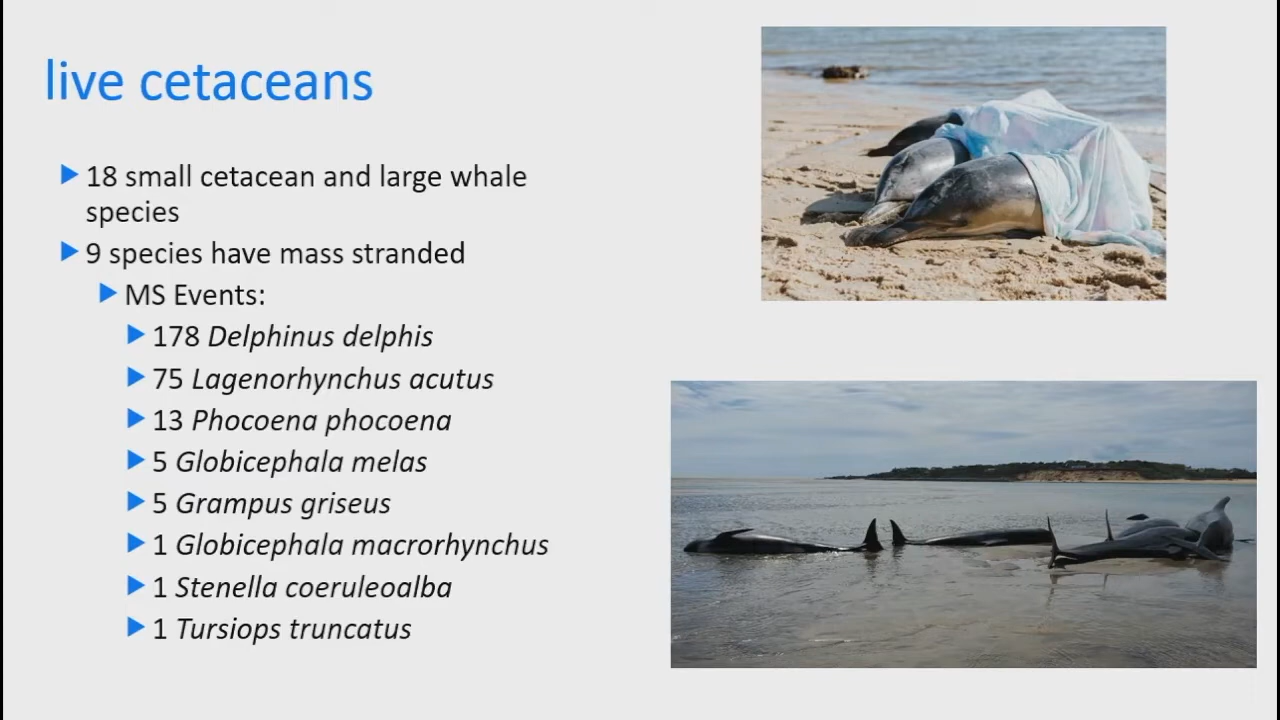 live cetaceans
18 small cetacean and large whale
species
9 species have mass stranded
MS Events:
178 Delphinus delphis
75 Lagenorhynchus acutus
13 Phocoena phocoena
5 Globicephala melas
5 Grampus griseus
1 Globicephala macrorhynchus
1 Stenella coeruleoalba
1 Tursiops truncatus